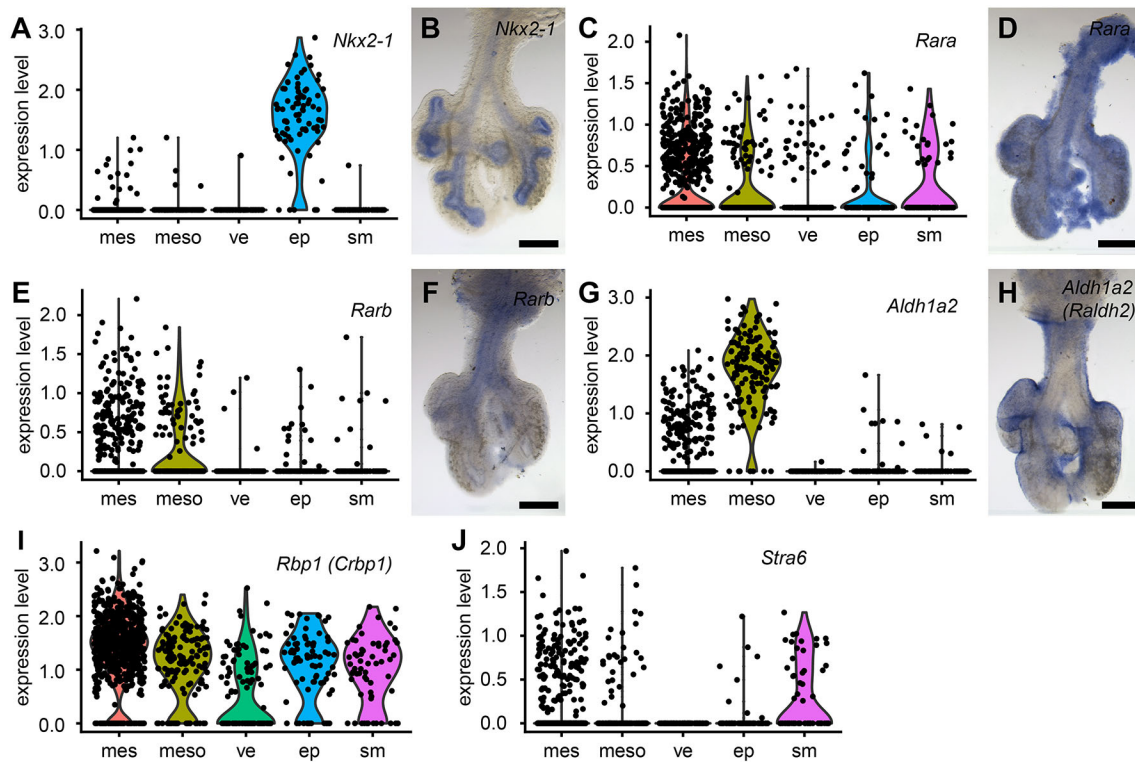 A
Nkx2-1
expression level
3.0
2.0
1.0
0.0
mes meso ve ep sm
B
Nkx2-1
C
Rara
expression level
2.0
1.5
1.0
0.5
0.0
mes meso ve ep sm
D
Rara
E
Rarb
expression level
2.0
1.5
1.0
0.5
0.0
mes meso ve ep sm
F
Rarb
G
Aldh1a2
expression level
3.0
2.0
1.0
0.0
mes meso ve ep sm
H
Aldh1a2
(Raldh2)
I
Rbp1 (Crbp1)
expression level
3.0
2.0
1.0
0.0
mes meso ve ep sm
J
Stra6
expression level
2.0
1.5
1.0
0.5
0.0
mes meso ve ep sm